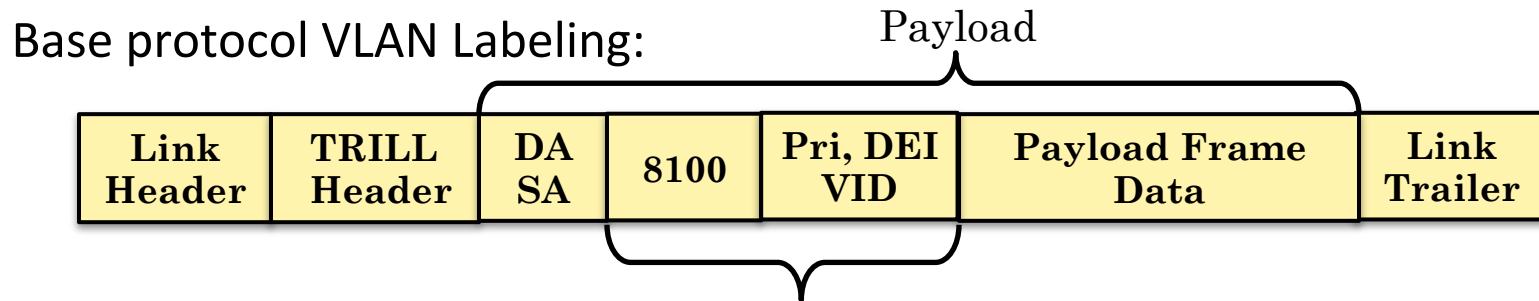 Base protocol VLAN Labeling:
Payload
Link
Header
TRILL
Header
DA
SA
8100
Pri, DEI
VID
Payload Frame
Data
Link
Trailer